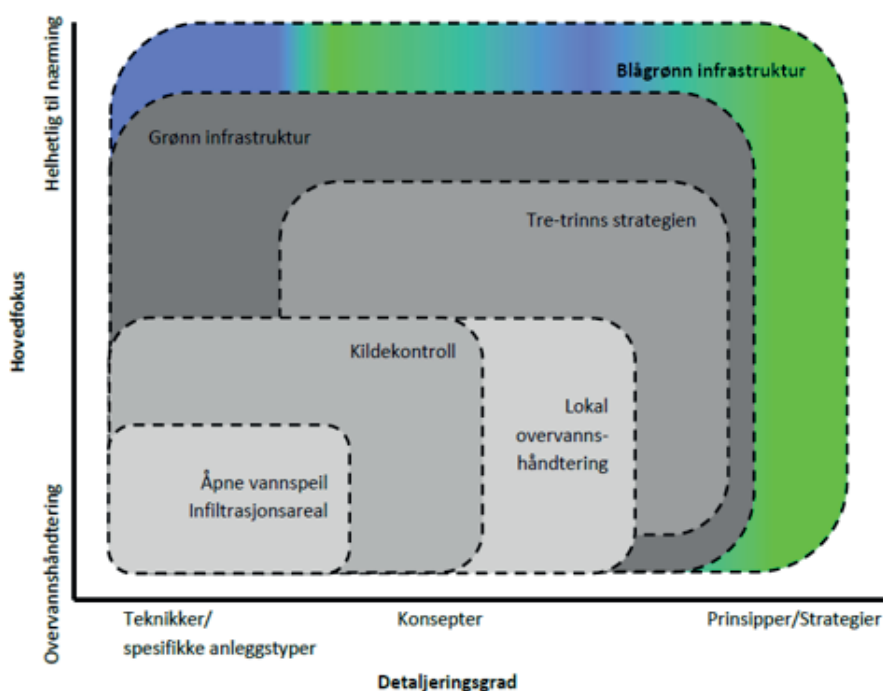 Helhetlig til nærming
Hovedfokus
Overvannshåndtering
Blågrønn infrastruktur
Grønn infrastruktur
Tre-trinns strategien
Kildekontroll
Lokal
overvanns-
håndtering
Åpne vannspeil
Infiltrasjonsareal
Teknikker/
spesifikke anleggstyper
Konsepter
Prinsipper/Strategier
Detaljeringsgrad